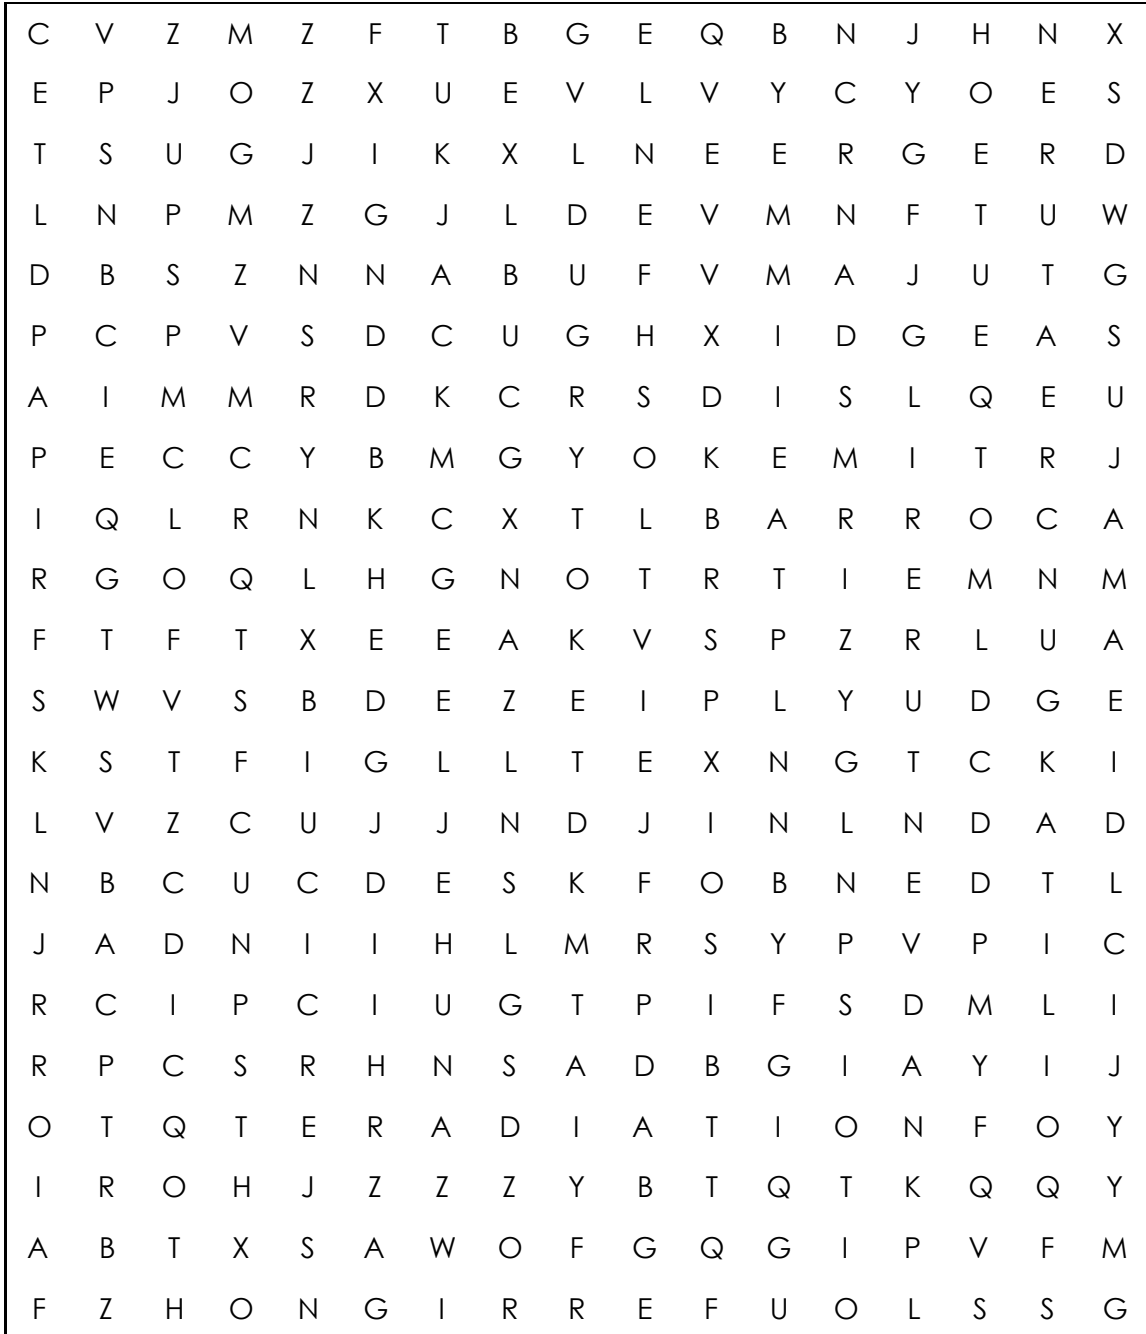 C V Z M Z F T B G E Q B N J H N X
E P J O Z X U E V L V Y C Y O E S
T S U G J I K X L N E E R G E R D
L N P M Z G J L D E V M N F T U W
D B S Z N N A B U F V M A J U T G
P C P V S D C U G H X I D G E A S
A I M M R D K C R S D I S L Q E U
P E C C Y B M G Y O K E M I T R J
I Q L R N K C X T L B A R R O C A
R G O Q L H G N O T R T I E M N M
F T F T X E E A K V S P Z R L U A
S W V S B D E Z E I P L Y U D G E
K S T F I G L L T E X N G T C K I
L V Z C U J J N D J I N L N D A D
N B C U C D E S K F O B N E D T L
J A D N I I H L M R S Y P V P I C
R C I P C I U G T P I F S D M L I
R P C S R H N S A D B G I A Y I J
O T Q T E R A D I A T I O N F O Y
I R O H J Z Z Z Y B T Q T K Q Q Y
A B T X S A W O F G Q G I P V F M
F Z H O N G I R R E F U O L S S G